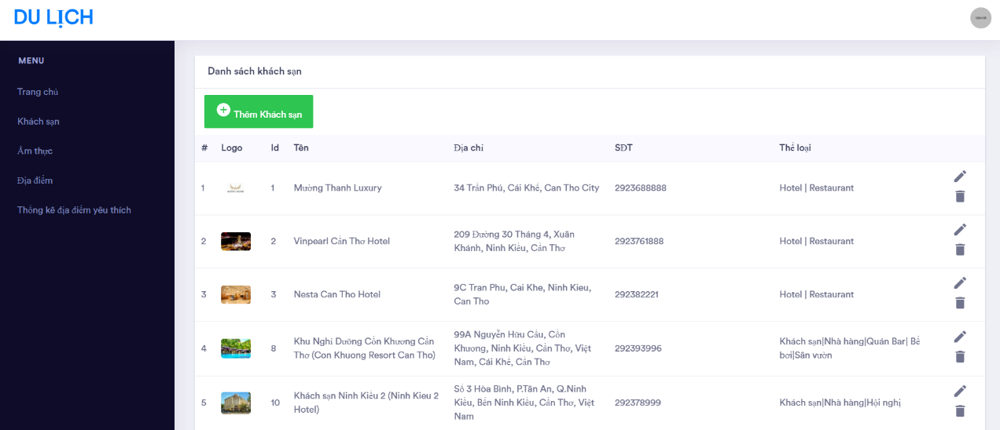 DU LỊCH
MENU
Trang chủ
Khách sạn
Ẩm thực
Địa điểm
Thống kê địa điểm yêu thích
Danh sách khách sạn
Thêm Khách sạn
# Logo Id Tên Địa chỉ SĐT Thể loại
1 1 Mường Thanh Luxury 34 Trần Phú, Cái Khế, Can Tho City 2923688888 Hotel | Restaurant
2 2 Vinpearl Cần Thơ Hotel 209 Đường 30 Tháng 4, Xuân
Khánh, Ninh Kiều, Cần Thơ 2923761888 Hotel | Restaurant
3 3 Nesta Can Tho Hotel 9C Tran Phu, Cai Khe, Ninh Kieu,
Can Tho 292382221 Hotel | Restaurant
4 8 Khu Nghỉ Dưỡng Cồn Khương Cần
Thơ (Con Khuong Resort Can Tho)
99A Nguyễn Hữu Cầu, Cồn
Khương, Ninh Kiều, Cần Thơ, Việt
Nam, Cái Khế, Cần Thơ
292393996
Khách sạn|Nhà hàng|Quán Bar| Bể
bơi|Sân vườn
5 10 Khách sạn Ninh Kiều 2 (Ninh Kieu 2
Hotel)
Số 3 Hòa Bình, P.Tân An, Q.Ninh
Kiều, Bến Ninh Kiều, Cần Thơ, Việt
Nam
292378999
Khách sạn|Nhà hàng|Hội nghị